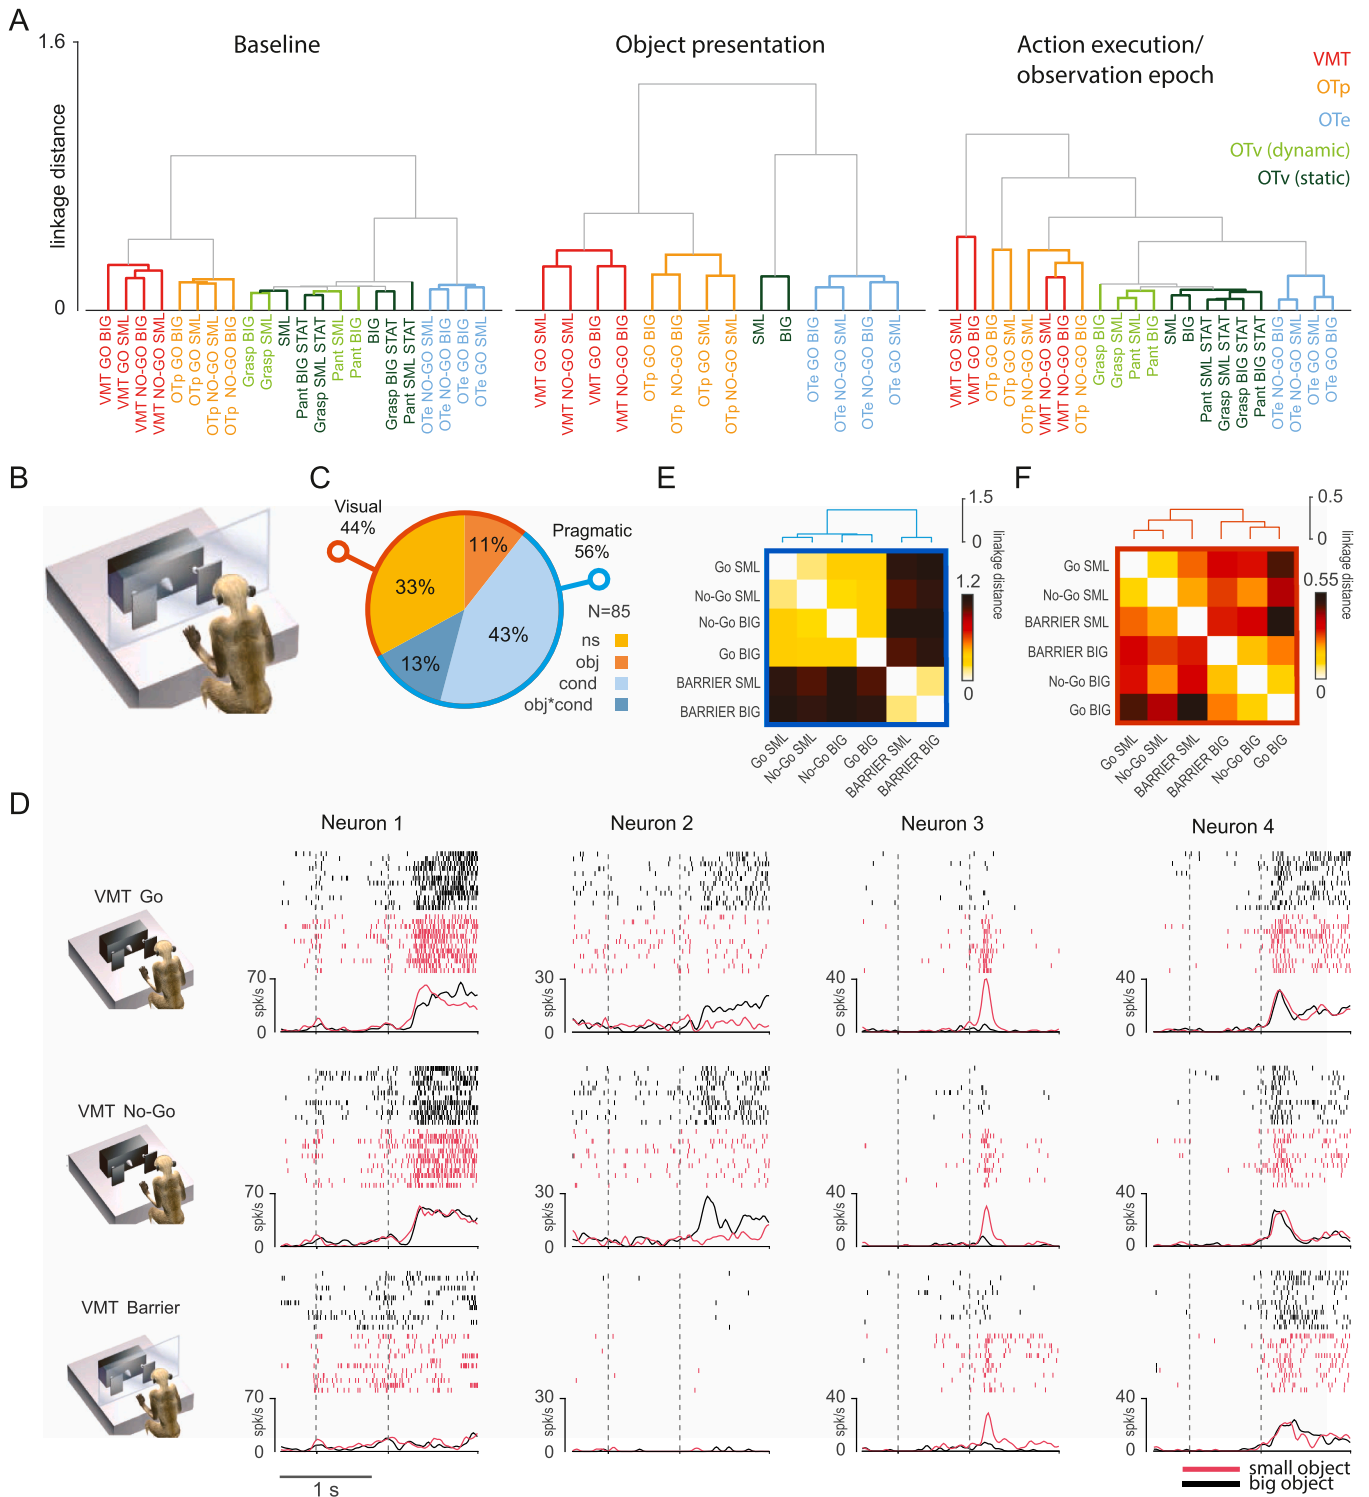 A
1.6
Baseline
Object presentation
Action execution/
observation epoch
VMT
OTp
OTe
OTv (dynamic)
OTv (static)
linkage distance
0
VMT GO BIG
VMT GO SML
VMT NO-GO BIG
VMT NO-GO SML
OTp GO BIG
OTp GO SML
OTp NO-GO SML
OTp NO-GO BIG
Grasp BIG
Grasp SML
SML
Pant BIG STAT
Grasp SML STAT
Pant SML
Pant BIG
BIG
Grasp BIG STAT
Pant SML STAT
OTe NO-GO SML
OTe NO-GO BIG
OTe GO BIG
OTe GO SML
VMT GO SML
VMT NO-GO SML
VMT GO BIG
VMT NO-GO BIG
OTp GO BIG
OTp NO-GO BIG
OTp GO SML
OTp NO-GO SML
SML
BIG
OTe GO BIG
OTe NO-GO SML
OTe NO-GO BIG
OTe GO SML
VMT GO SML
VMT GO BIG
OTp GO BIG
OTp GO SML
OTp NO-GO SML
VMT NO-GO SML
VMT NO-GO BIG
OTp NO-GO BIG
Grasp BIG
Grasp SML
Pant SML
Pant BIG
SML
BIG
Pant SML STAT
Grasp SML STAT
Grasp BIG STAT
Pant BIG STAT
OTe NO-GO BIG
OTe NO-GO SML
OTe GO SML
OTe GO BIG
B
C
Visual
44%
Pragmatic
56%
11%
33%
43%
13%
N=85
ns
obj
cond
obj*cond
E
1.5
0
linkage distance
1.2
0
Go SML
No-Go SML
No-Go BIG
Go BIG
BARRIER SML
BARRIER BIG
Go SML
No-Go SML
No-Go BIG
Go BIG
BARRIER SML
BARRIER BIG
F
0.5
0
linkage distance
0.55
0
Go SML
No-Go SML
BARRIER SML
BARRIER BIG
No-Go BIG
Go BIG
Go SML
No-Go SML
BARRIER SML
BARRIER BIG
No-Go BIG
Go BIG
D
Neuron 1
Neuron 2
Neuron 3
Neuron 4
VMT Go
70
spk/s
0
30
spk/s
0
40
spk/s
0
40
spk/s
0
VMT No-Go
70
spk/s
0
30
spk/s
0
40
spk/s
0
40
spk/s
0
VMT Barrier
70
spk/s
0
30
spk/s
0
40
spk/s
0
40
spk/s
0
1 s
small object
big object